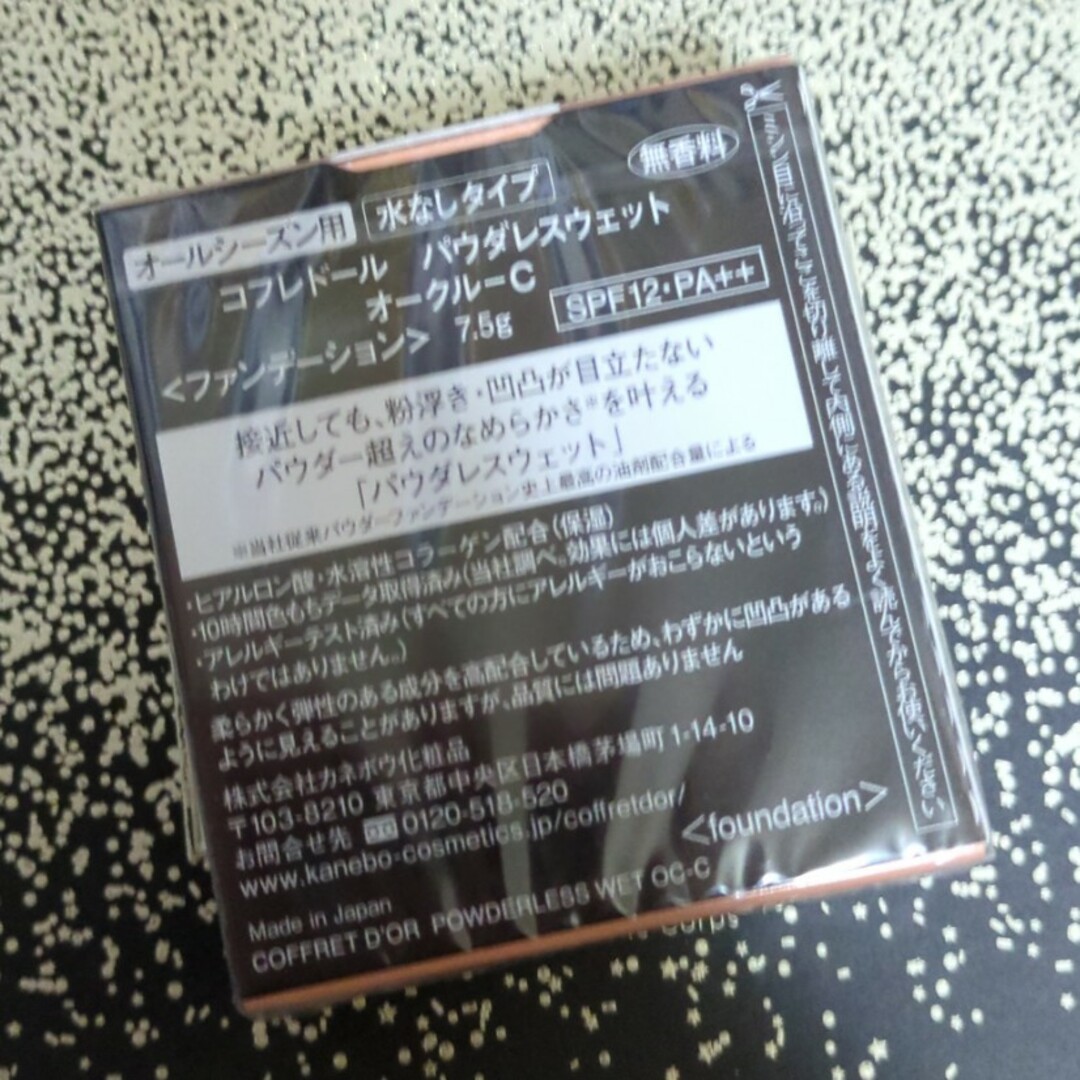 無香料
オールシーズン用 水なしタイプ
コフレドール パウダレスウェット
オークルーC
<ファンデーション> 7.5g SPF12・PA++
接近しても、粉浮き・凹凸が目立たない
パウダー超えのなめらかさ※を叶える
「パウダレスウェット」
※当社従来パウダーファンデーション史上最高の油剤配合量による
・ヒアルロン酸・水溶性コラーゲン配合(保湿)
・10時間色もちデータ取得済み(当社調べ。効果には個人差があります。)
・アレルギーテスト済み(すべての方にアレルギーがおこらないという
わけではありません。)
柔らかく弾性のある成分を高配合しているため、わずかに凹凸がある
ように見えることがありますが、品質には問題ありません
株式会社カネボウ化粧品
〒103-8210 東京都中央区日本橋茅場町1-14-10
お問合せ先 0120-518-520
www.kanebo-cosmetics.jp/coffretdor/
<foundation>
Made in Japan
COFFRET D'OR POWDERLESS WET OC-C
に沿ってここを切り離して内側にある説明をよく読んでからお使いください
Corps